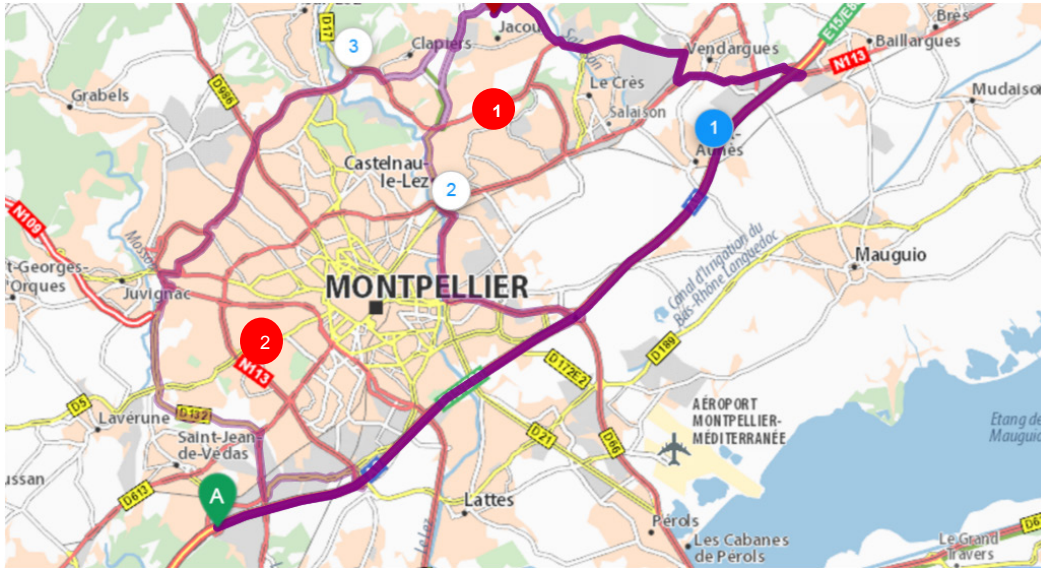 3
D17
Jacou
Clapiers
Vendargues
E15/E8
Brès
Baillargues
N113
Grabels
D986
Le Crès
Salaison
1
1
Mudaison
Castelnau-
le-Lez
2
N109
Mosson
Juvignac
Orques
MONTPELLIER
Canal d'Irrigation du
Bas-Rhône Languedoc
Mauguio
2
N113
D189
D172E2
D5
Lavérune
D132
Saint-Jean-
de-Védas
D21
D66
AÉROPORT
MONTPELLIER-
MÉDITERRANÉE
Etang de
Mauguio
A
D613
Lattes
Pérols
Les Cabanes
de Pérols
Le Grand
Travers